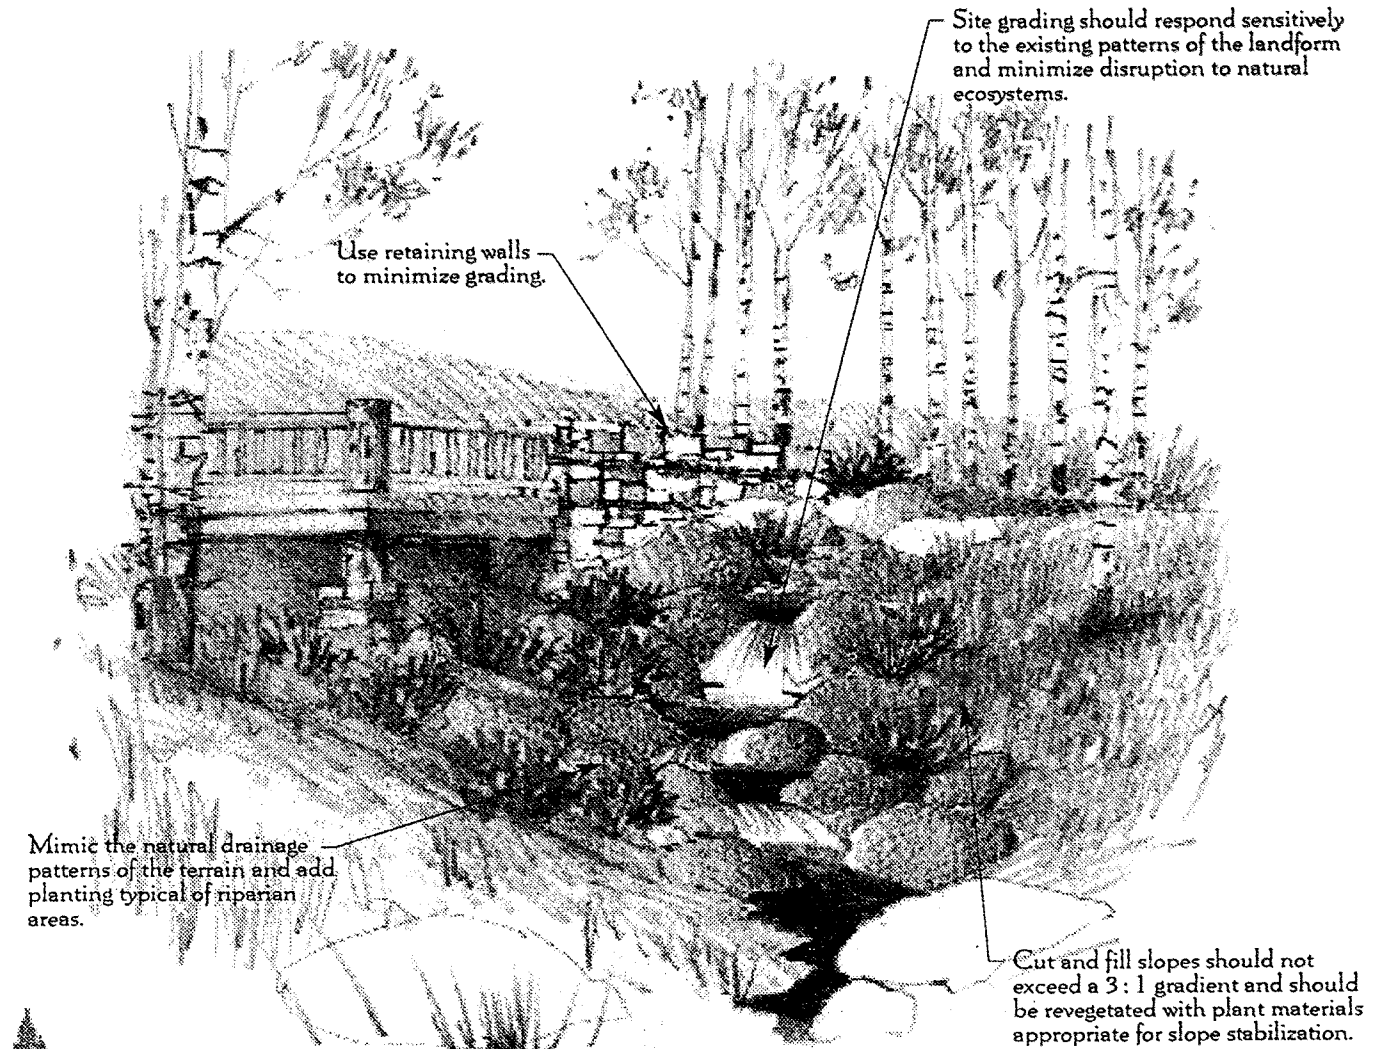 Site grading should respond sensitively
to the existing patterns of the landform
and minimize disruption to natural
ecosystems.
Use retaining walls
to minimize grading.
Mimic the natural drainage
patterns of the terrain and add
planting typical of riparian
areas.
Cut and fill slopes should not
exceed a 3 : 1 gradient and should
be revegetated with plant materials
appropriate for slope stabilization.